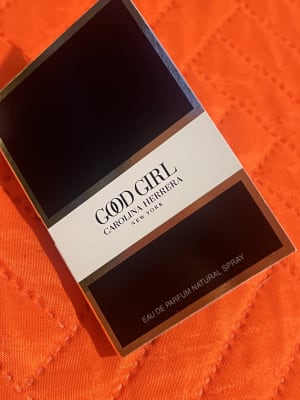 GOOD GIRL
CAROLINA HERRERA
NEW YORK
EAU DE PARFUM NATURAL SPRAY